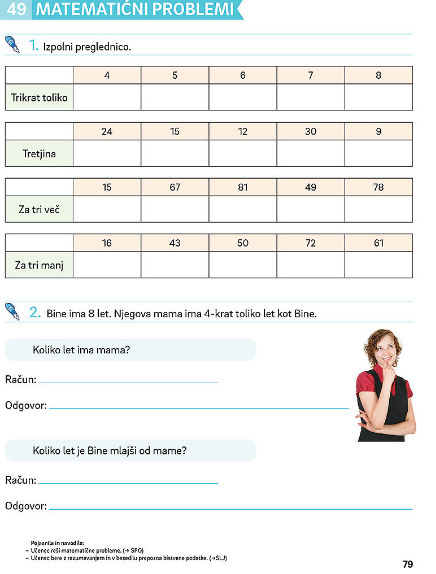 49 MATEMATIČNI PROBLEMI
1. Izpolni preglednico.
4 5 6 7 8
Trikrat toliko
24 15 12 30 9
Tretjina
15 67 81 49 78
Za tri več
16 43 50 72 61
Za tri manj
2. Bine ima 8 let. Njegova mama ima 4-krat toliko let kot Bine.
Koliko let ima mama?
Račun:
Odgovor:
Koliko let je Bine mlajši od mame?
Račun:
Odgovor:
Pojasnila in navodila:
– Učenec reši matematične probleme. (→ SPO)
– Učenec bere z razumevanjem in v besedilu prepozna bistvene podatke. (→SLJ)
79